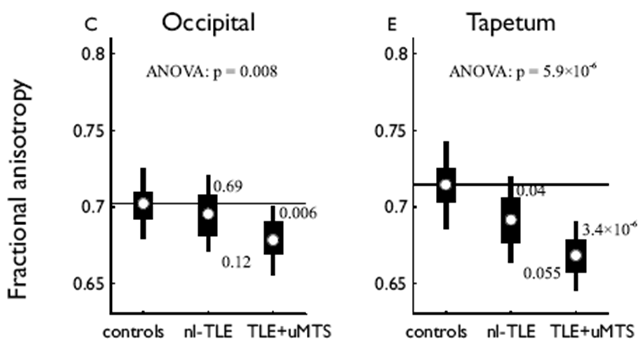 C Occipital
E Tapetum
Fractional anisotropy
0.8
0.75
0.7
0.65
ANOVA: p = 0.008
0.69
0.006
0.12
controls nl-TLE TLE+uMTS
0.8
0.75
0.7
0.65
ANOVA: p = 5.9×10⁻⁶
0.04
3.4×10⁻⁶
0.055
controls nl-TLE TLE+uMTS